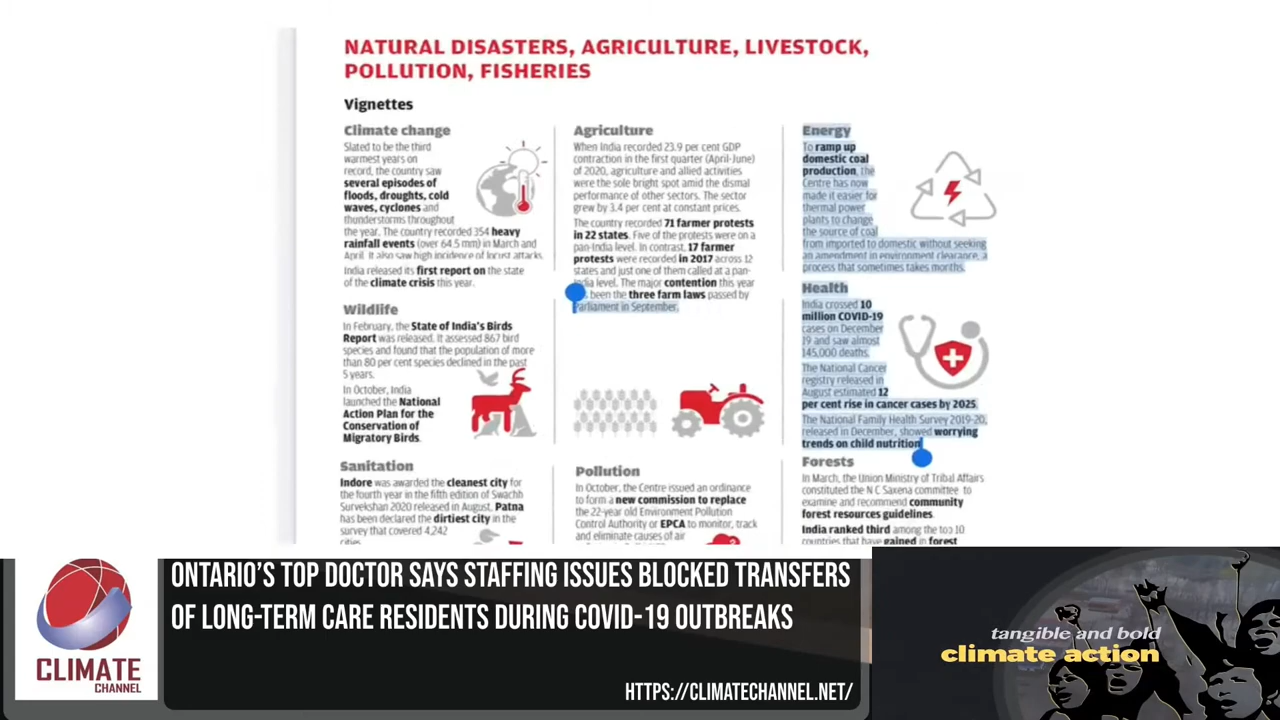 NATURAL DISASTERS, AGRICULTURE, LIVESTOCK,
POLLUTION, FISHERIES
Vignettes
Climate change
Slated to be the third
warmest years on
record, the country saw
several episodes of
floods, droughts, cold
waves, cyclones and
thunderstorms throughout
the year. The country recorded 354 heavy
rainfall events (over 64.5 mm) in March and
April. It also saw high incidence of locust attacks.
India released its first report on the state
of the climate crisis this year.
Wildlife
In February, the State of India's Birds
Report was released. It assessed 867 bird
species and found that the population of more
than 80 per cent species declined in the past
5 years.
In October, India
launched the National
Action Plan for the
Conservation of
Migratory Birds.
Sanitation
Indore was awarded the cleanest city for
the fourth year in the fifth edition of Swachh
Survekshan 2020 released in August. Patna
has been declared the dirtiest city in the
survey that covered 4,242
cities.
Agriculture
When India recorded 23.9 per cent GDP
contraction in the first quarter (April-June)
of 2020, agriculture and allied activities
were the sole bright spot amid the dismal
performance of other sectors. The sector
grew by 3.4 per cent at constant prices.
The country recorded 71 farmer protests
in 22 states. Five of the protests were on a
pan-India level. In contrast, 17 farmer
protests were recorded in 2017 across 12
states and just one of them called at a pan-
India level. The major contention this year
been the three farm laws passed by
Parliament in September.
Pollution
In October, the Centre issued an ordinance
to form a new commission to replace
the 22-year old Environment Pollution
Control Authority or EPCA to monitor, track
and eliminate causes of air
Energy
To ramp up
domestic coal
production, the
Centre has now
made it easier for
thermal power
plants to change
the source of coal
from imported to domestic without seeking
an amendment in environment clearance, a
process that sometimes takes months.
Health
India crossed 10
million COVID-19
cases on December
19 and saw almost
145,000 deaths.
The National Cancer
registry released in
August estimated 12
per cent rise in cancer cases by 2025.
The National Family Health Survey 2019-20,
released in December, showed worrying
trends on child nutrition
Forests
In March, the Union Ministry of Tribal Affairs
constituted the N C Saxena committee to
examine and recommend community
forest resources guidelines.
India ranked third among the top 10
countries that have gained in forest
ONTARIO'S TOP DOCTOR SAYS STAFFING ISSUES BLOCKED TRANSFERS
OF LONG-TERM CARE RESIDENTS DURING COVID-19 OUTBREAKS
CLIMATE
CHANNEL
HTTPS://CLIMATECHANNEL.NET/
tangible and bold
climate action